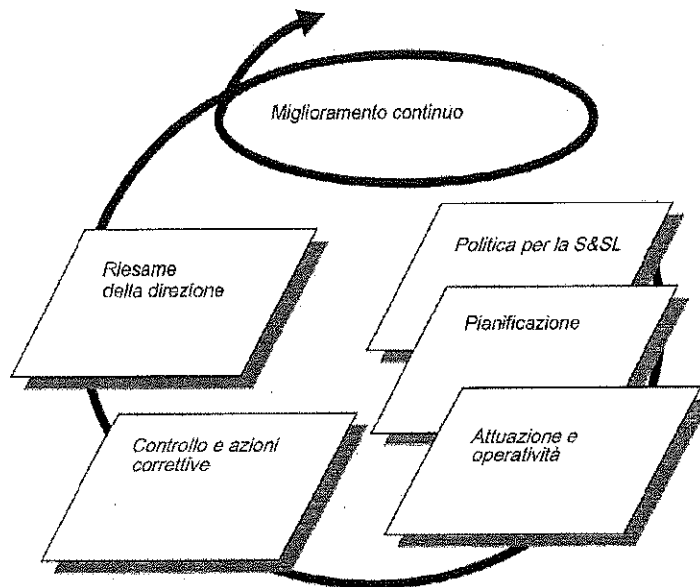 Miglioramento continuo
Politica per la S&SL
Pianificazione
Attuazione e
operatività
Controllo e azioni
correttive
Riesame
della direzione